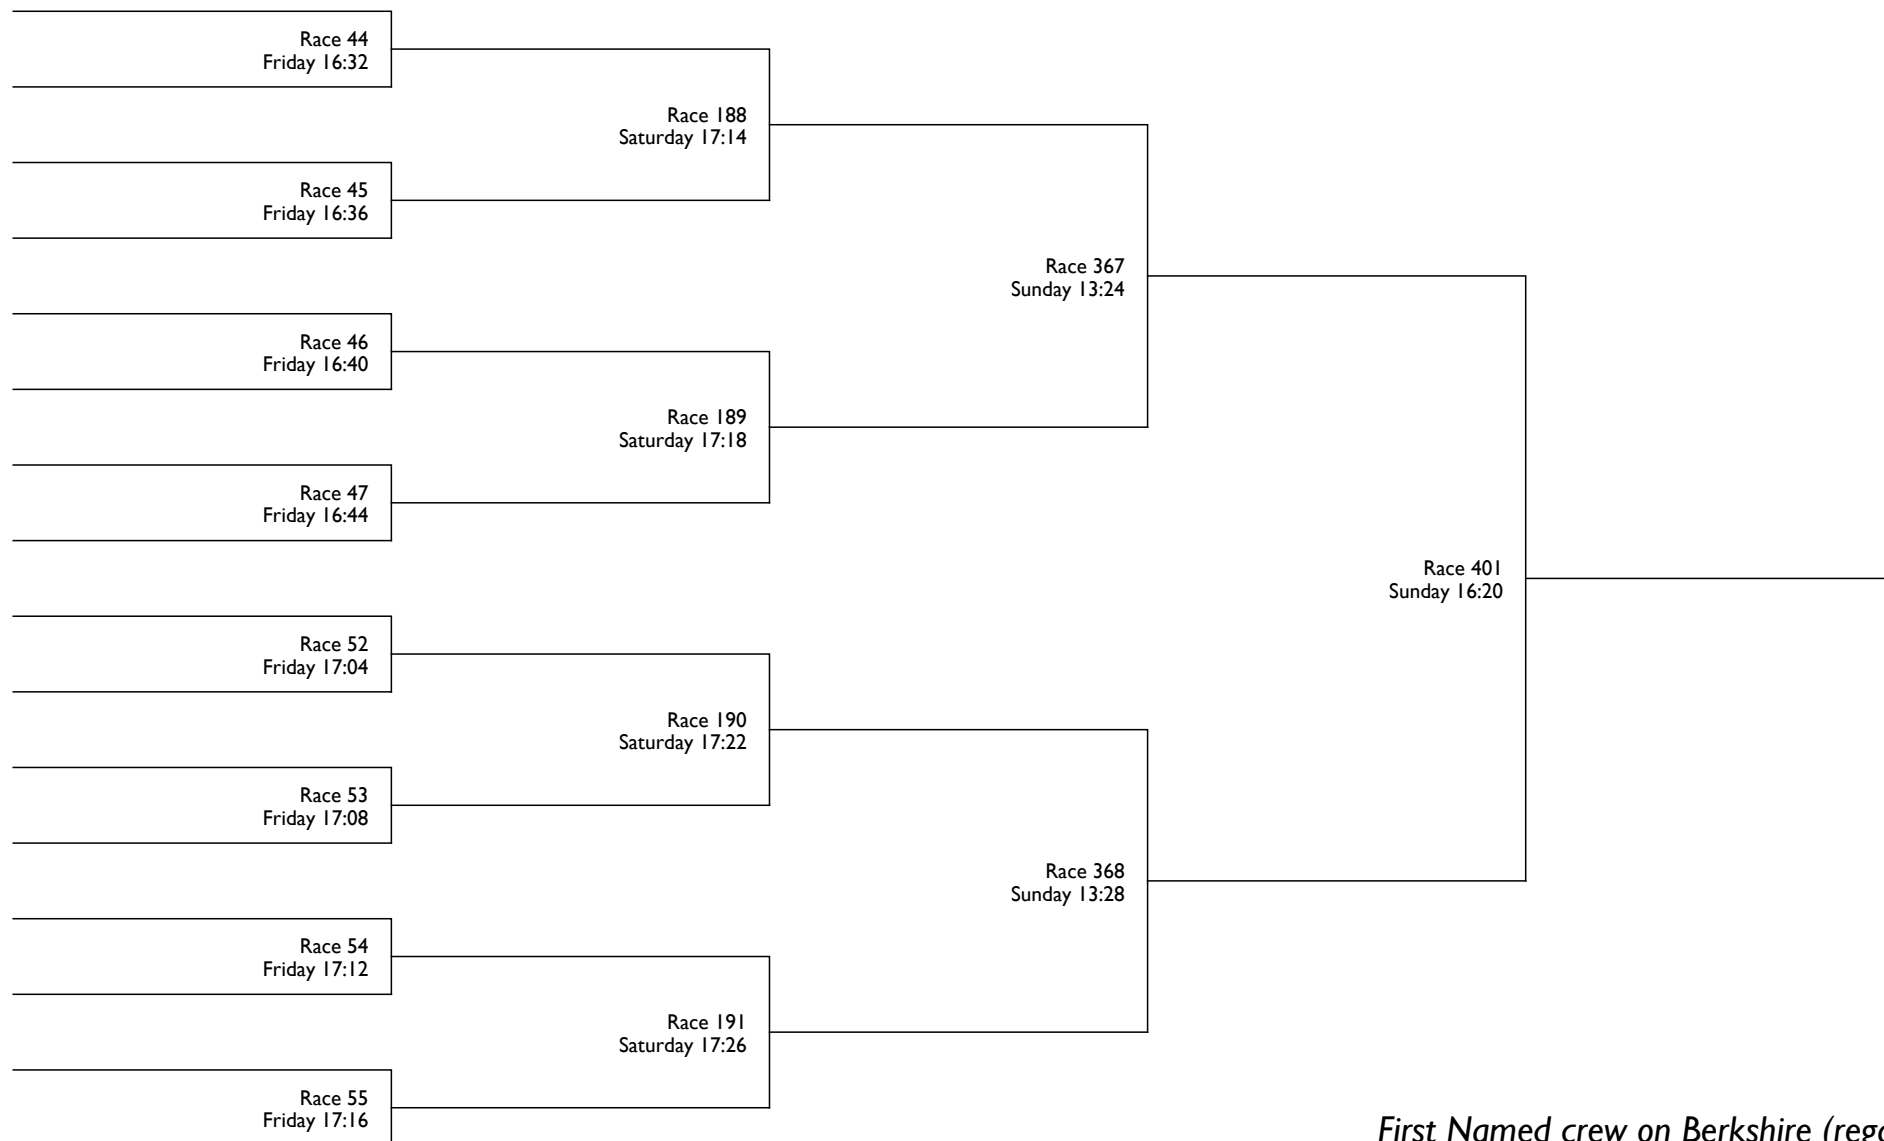 Race 44
Friday 16:32
Race 188
Saturday 17:14
Race 45
Friday 16:36
Race 367
Sunday 13:24
Race 46
Friday 16:40
Race 189
Saturday 17:18
Race 47
Friday 16:44
Race 401
Sunday 16:20
Race 52
Friday 17:04
Race 190
Saturday 17:22
Race 53
Friday 17:08
Race 368
Sunday 13:28
Race 54
Friday 17:12
Race 191
Saturday 17:26
Race 55
Friday 17:16
First Named crew on Berkshire